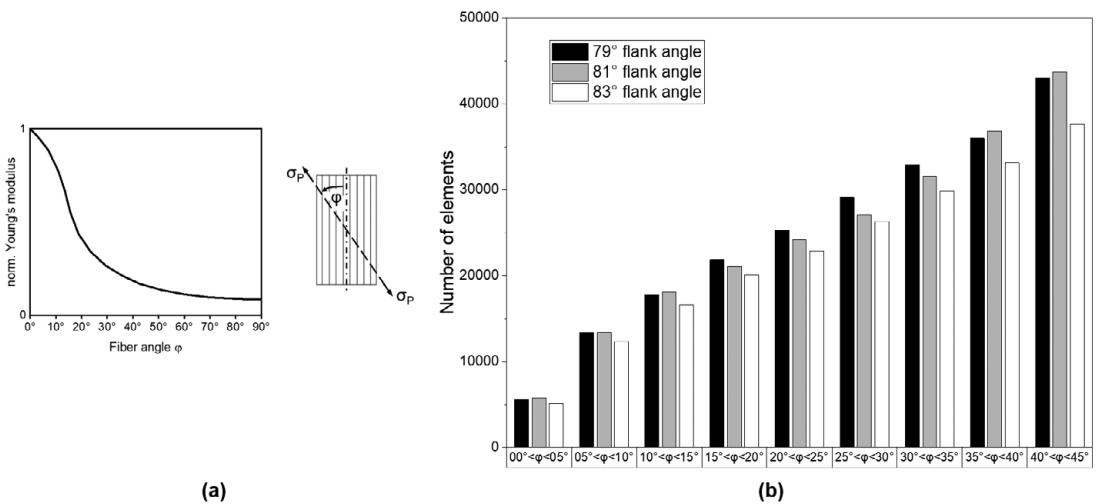 1
norm. Young's modulus
0
0° 10° 20° 30° 40° 50° 60° 70° 80° 90°
Fiber angle φ
σP
φ
σP
(a)
50000
40000
30000
20000
10000
0
Number of elements
79° flank angle
81° flank angle
83° flank angle
00°<φ<05° 05°<φ<10° 10°<φ<15° 15°<φ<20° 20°<φ<25° 25°<φ<30° 30°<φ<35° 35°<φ<40° 40°<φ<45°
(b)